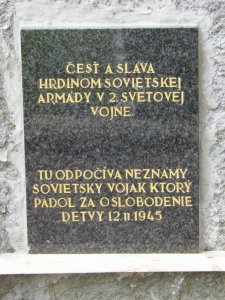 ČESŤ A SLÁVA
HRDINOM SOVIETSKEJ
ARMÁDY V 2. SVETOVEJ
VOJNE
TU ODPOČÍVA NEZNÁMY
SOVIETSKY VOJAK KTORÝ
PADOL ZA OSLOBODENIE
DETVY 12.II.1945